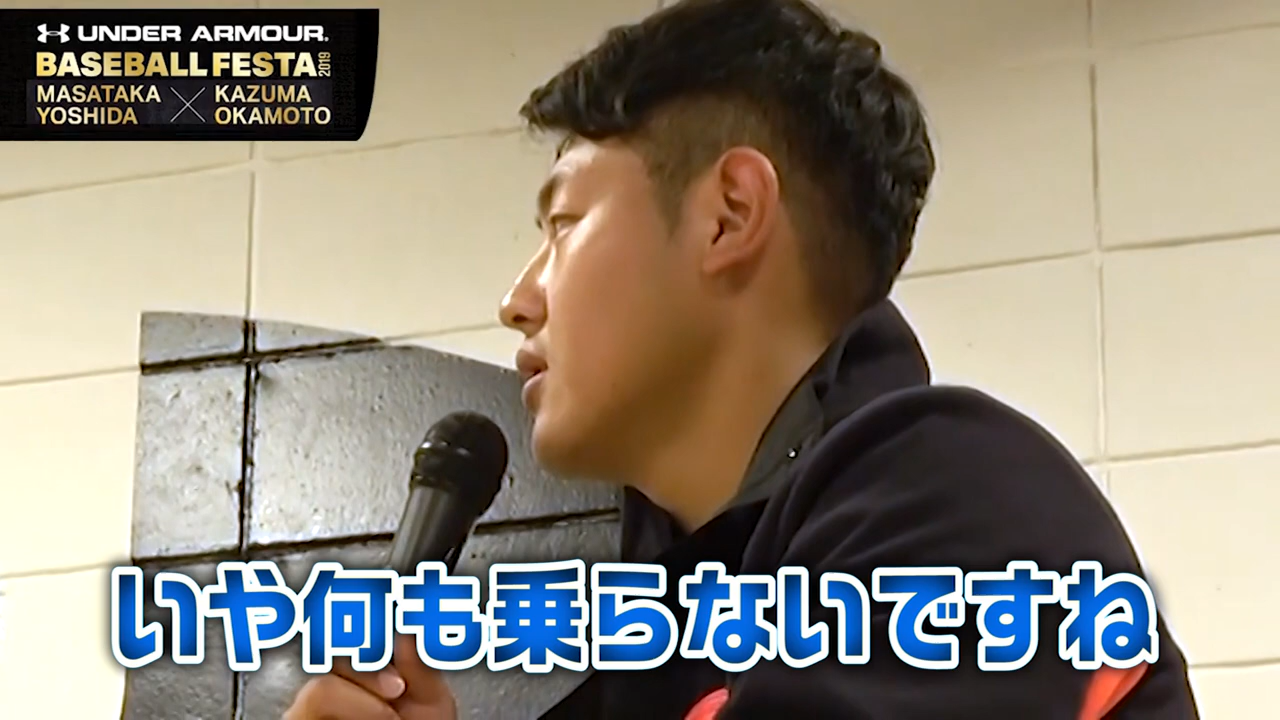 UNDER ARMOUR.
BASEBALL FESTA 2019
MASATAKA YOSHIDA × KAZUMA OKAMOTO
いや何も乗らないですね